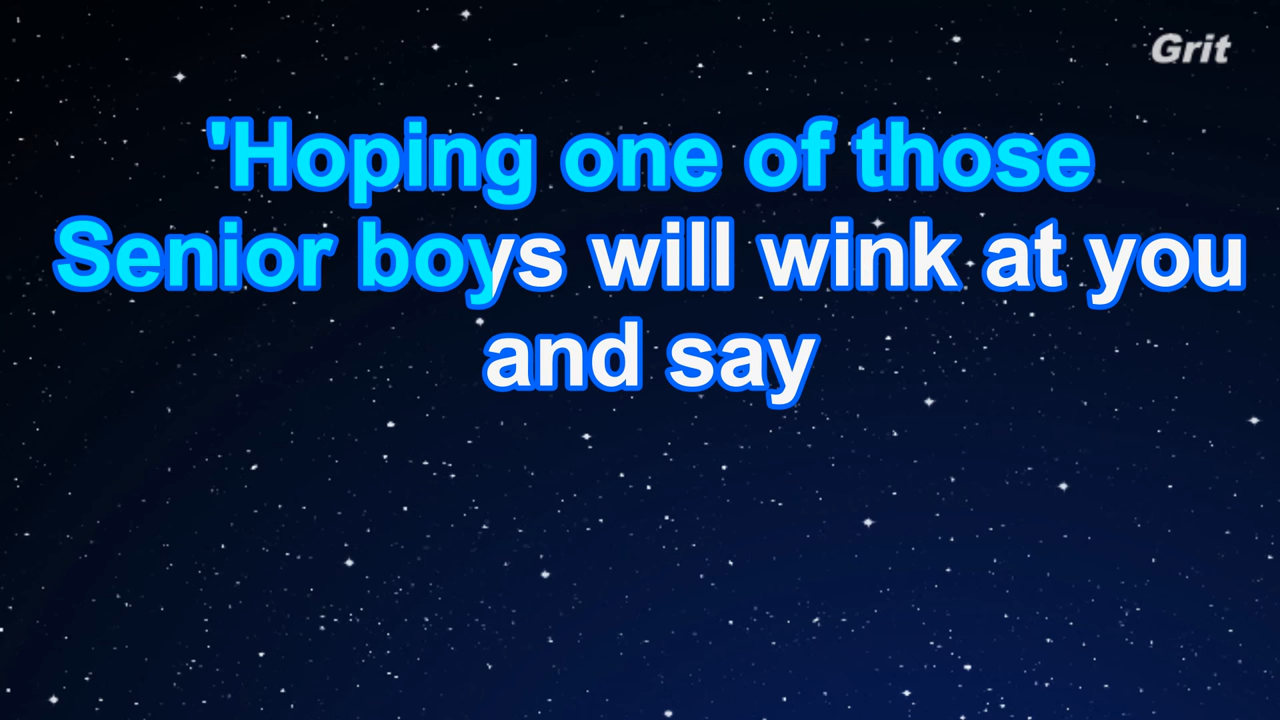 Grit
'Hoping one of those
Senior boys will wink at you
and say